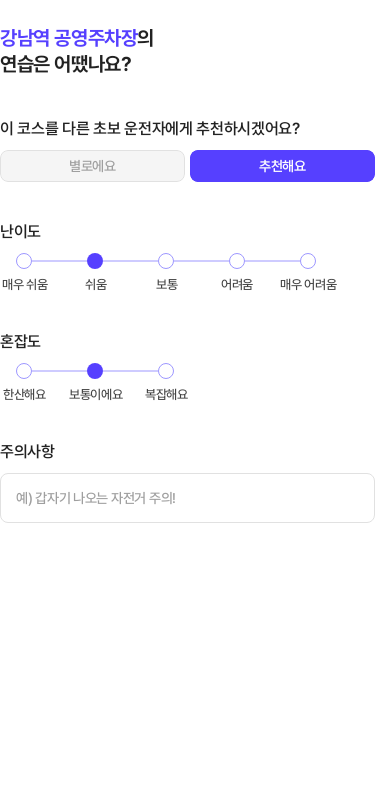 강남역 공영주차장의
연습은 어땠나요?
이 코스를 다른 초보 운전자에게 추천하시겠어요?
별로에요 추천해요
난이도
매우 쉬움 쉬움 보통 어려움 매우 어려움
혼잡도
한산해요 보통이에요 복잡해요
주의사항
예) 갑자기 나오는 자전거 주의!